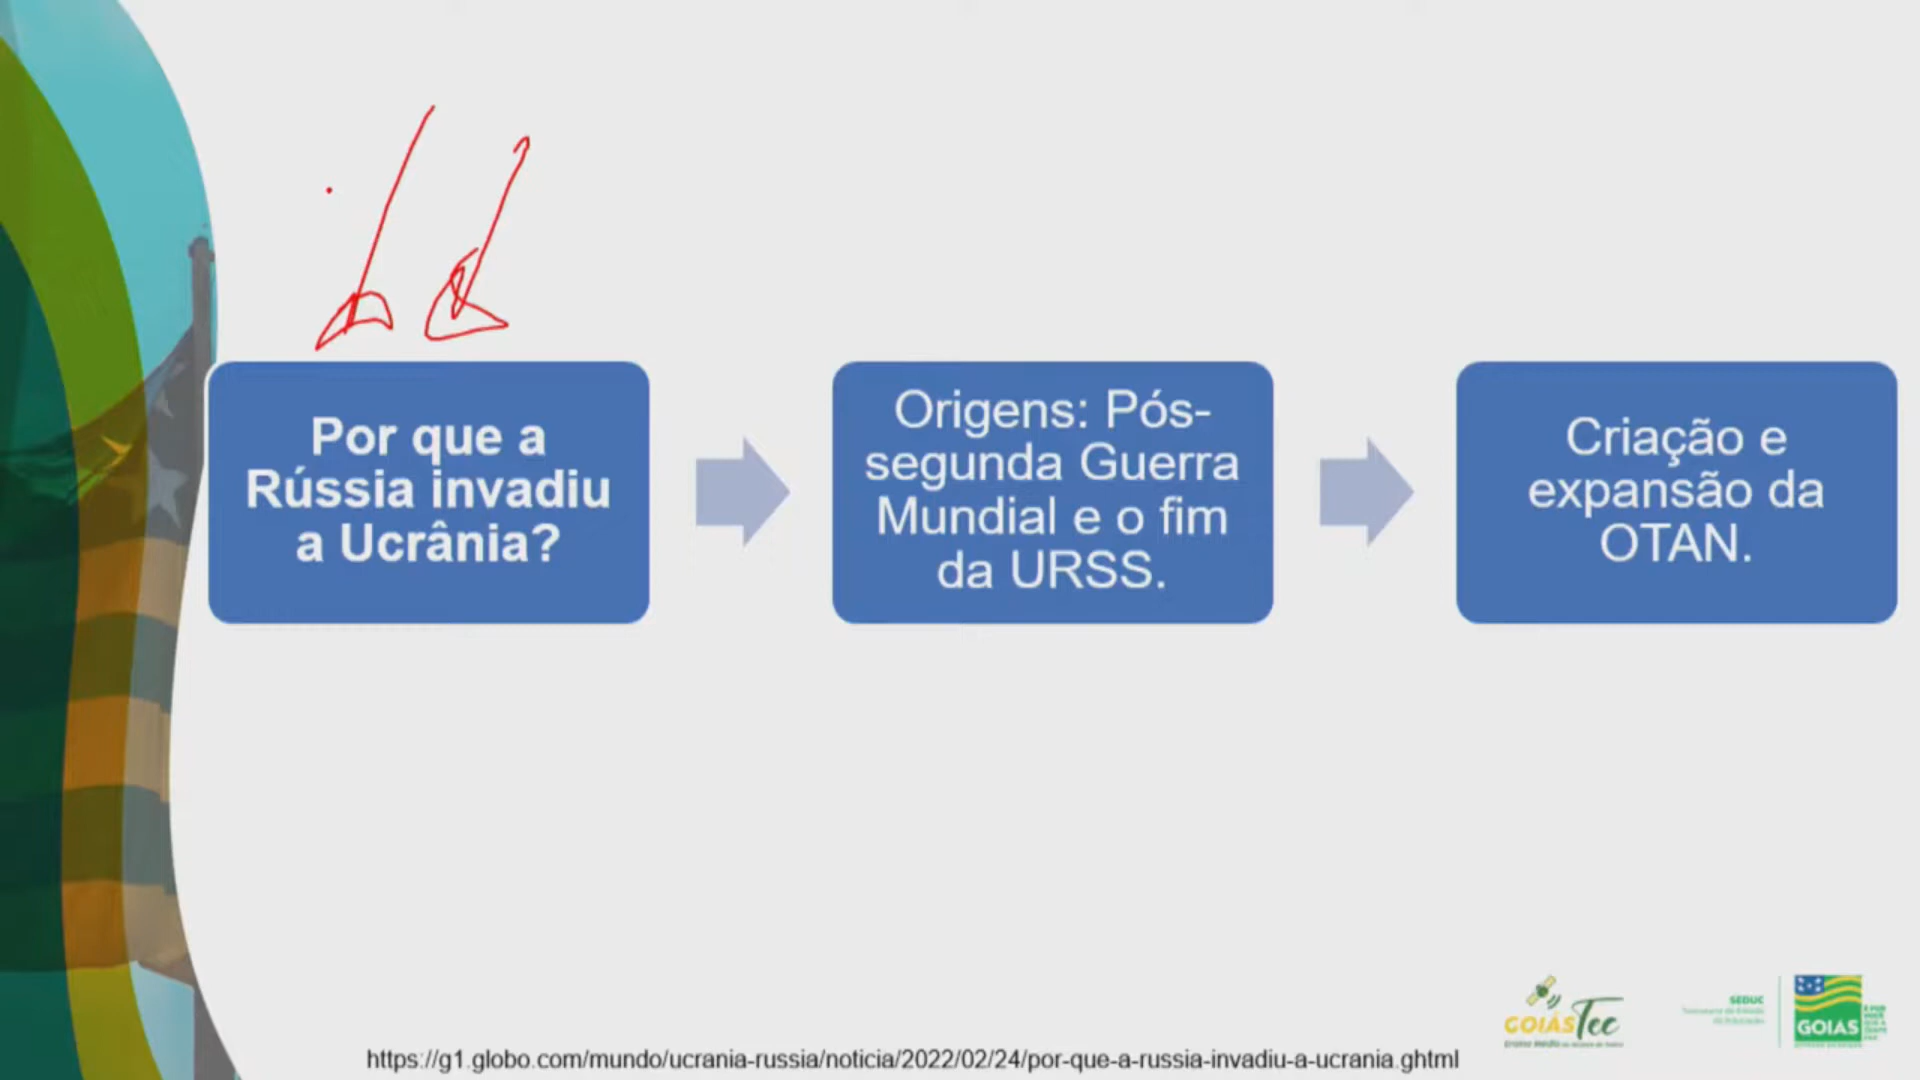 Por que a
Rússia invadiu
a Ucrânia?
Origens: Pós-
segunda Guerra
Mundial e o fim
da URSS.
Criação e
expansão da
OTAN.
GOIÁSTec
SEDUC
GOIÁS
https://g1.globo.com/mundo/ucrania-russia/noticia/2022/02/24/por-que-a-russia-invadiu-a-ucrania.ghtml